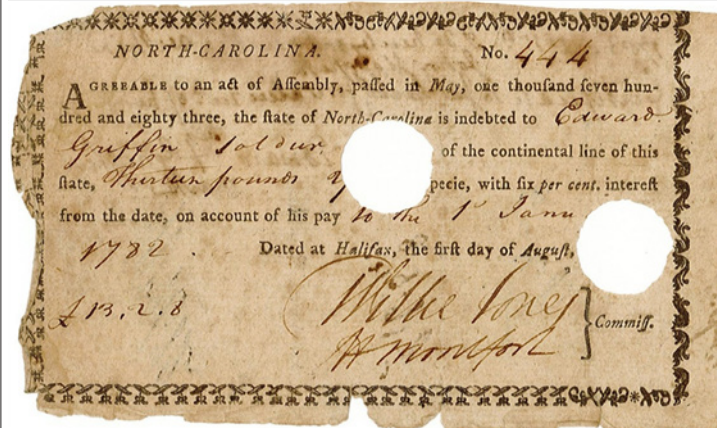 NORTH-CAROLINA. No. 444
AGREEABLE to an act of Aſſembly, paſſed in May, one thouſand ſeven hun-
dred and eighty three, the ſtate of North-Carolina is indebted to Edward
Griffin Soldier of the continental line of this
ſtate, thirteen pounds pecie, with ſix per cent. intereſt
from the date, on account of his pay to the 1st Janu
1782. Dated at Halifax, the firſt day of Auguſt,
£13.2.8 Willie Jones
Commiſſ.
H Montfort